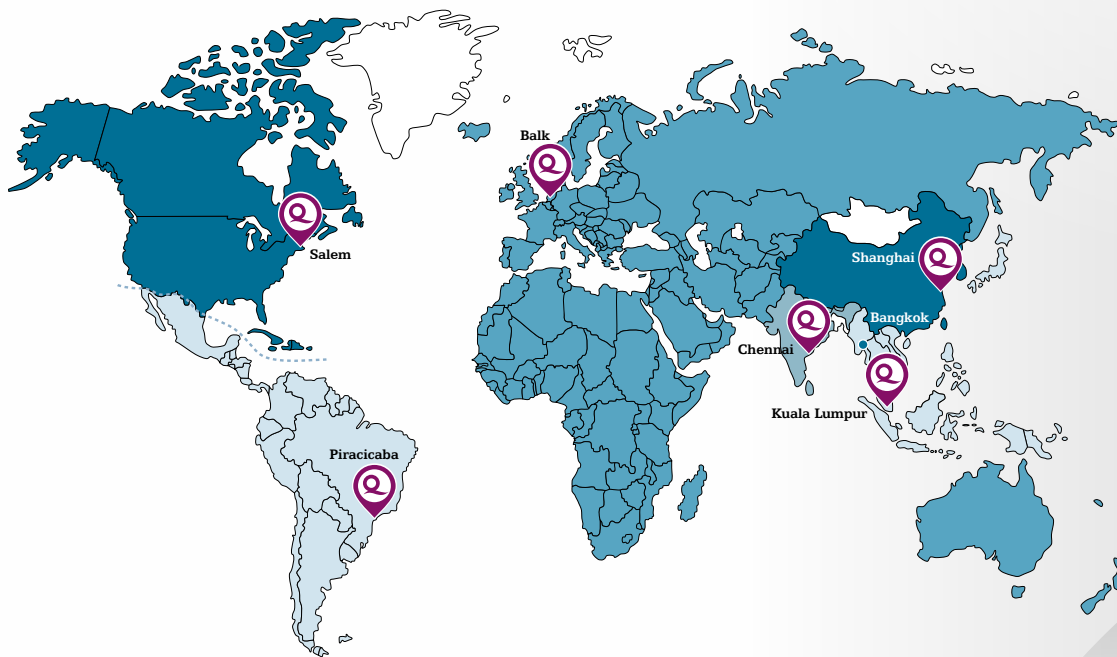 Balk
Salem
Shanghai
Bangkok
Chennai
Kuala Lumpur
Piracicaba